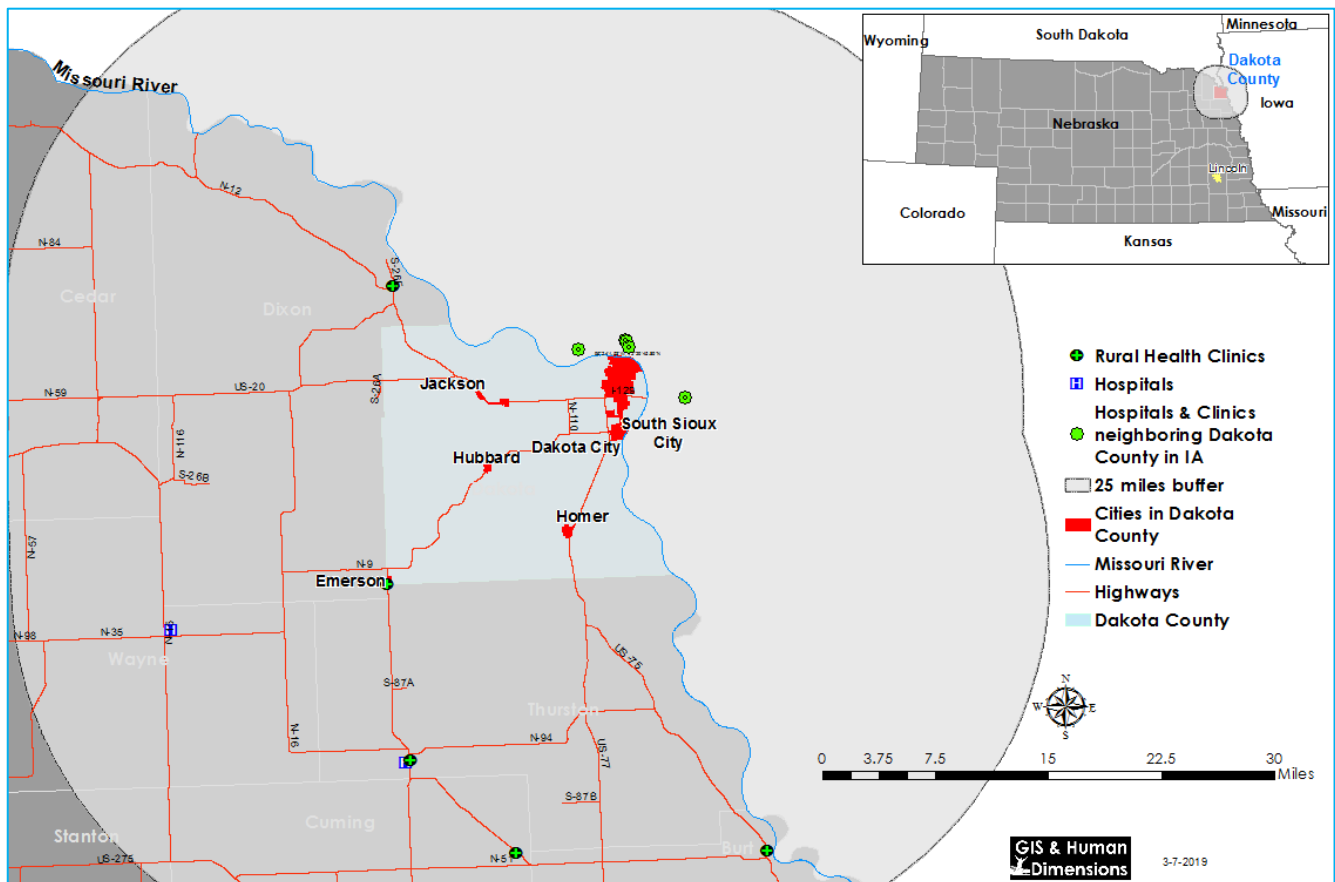 Minnesota
South Dakota
Wyoming
Dakota
County
Iowa
Nebraska
Lincoln
Colorado
Missouri
Kansas
Missouri River
N-12
N-84
Cedar
Dixon
Jackson
US-20
N-59
S-26A
N-116
N-110
I-129
South Sioux
City
Dakota City
Hubbard
S-26B
Homer
N-57
N-9
Emerson
N-98
N-35
Wayne
S-87A
Thurston
US-75
N-16
N-94
US-77
S-87B
Cuming
Stanton
US-275
N-51
Burt
Rural Health Clinics
Hospitals
Hospitals & Clinics
neighboring Dakota
County in IA
25 miles buffer
Cities in Dakota
County
Missouri River
Highways
Dakota County
N
W
E
S
0 3.75 7.5 15 22.5 30
Miles
GIS & Human
Dimensions
3-7-2019